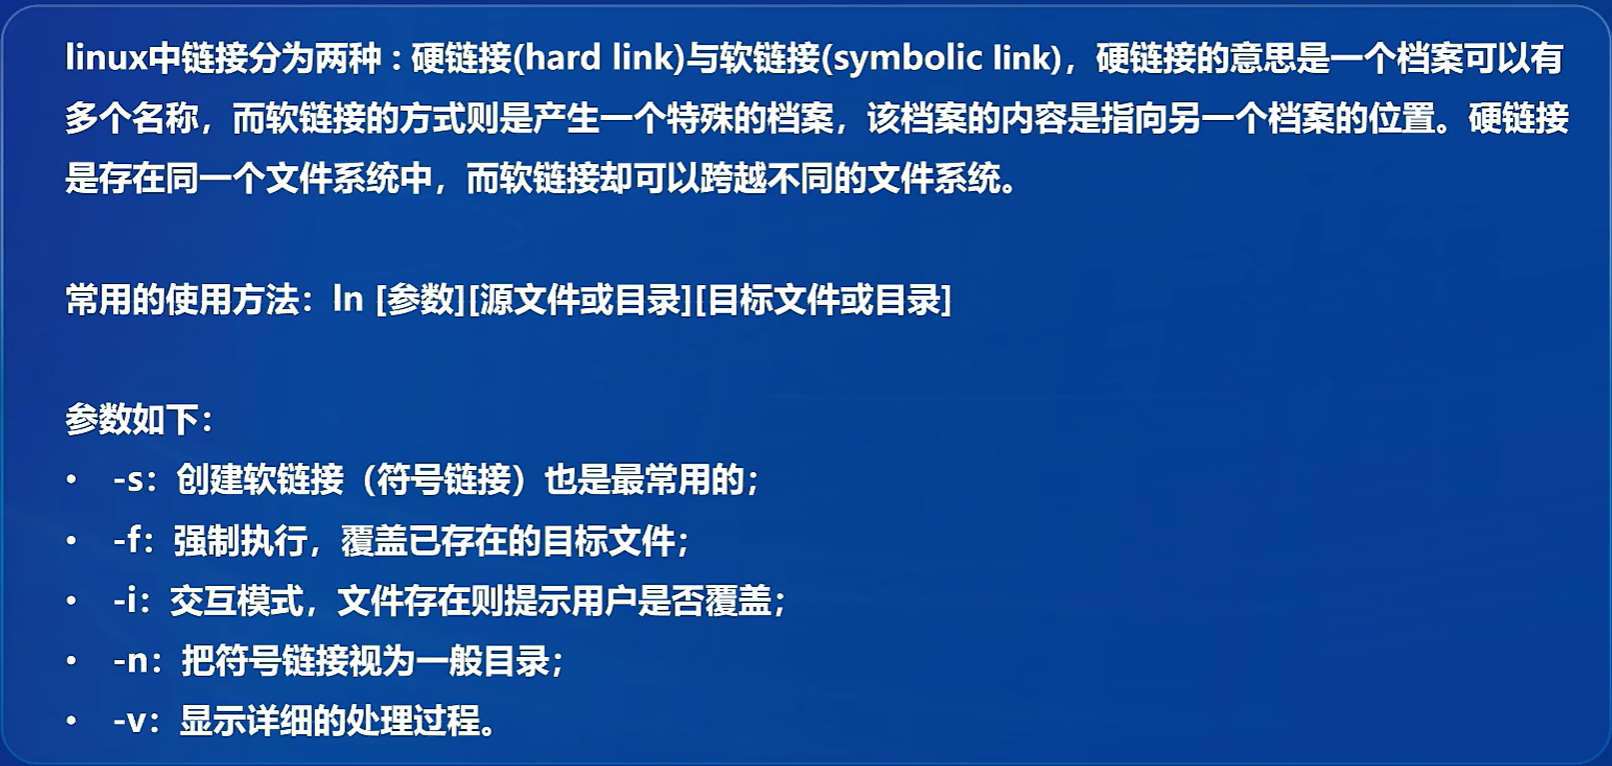 linux中链接分为两种：硬链接(hard link)与软链接(symbolic link)，硬链接的意思是一个档案可以有
多个名称，而软链接的方式则是产生一个特殊的档案，该档案的内容是指向另一个档案的位置。硬链接
是存在同一个文件系统中，而软链接却可以跨越不同的文件系统。
常用的使用方法：ln [参数][源文件或目录][目标文件或目录]
参数如下：
• -s：创建软链接（符号链接）也是最常用的；
• -f：强制执行，覆盖已存在的目标文件；
• -i：交互模式，文件存在则提示用户是否覆盖；
• -n：把符号链接视为一般目录；
• -v：显示详细的处理过程。